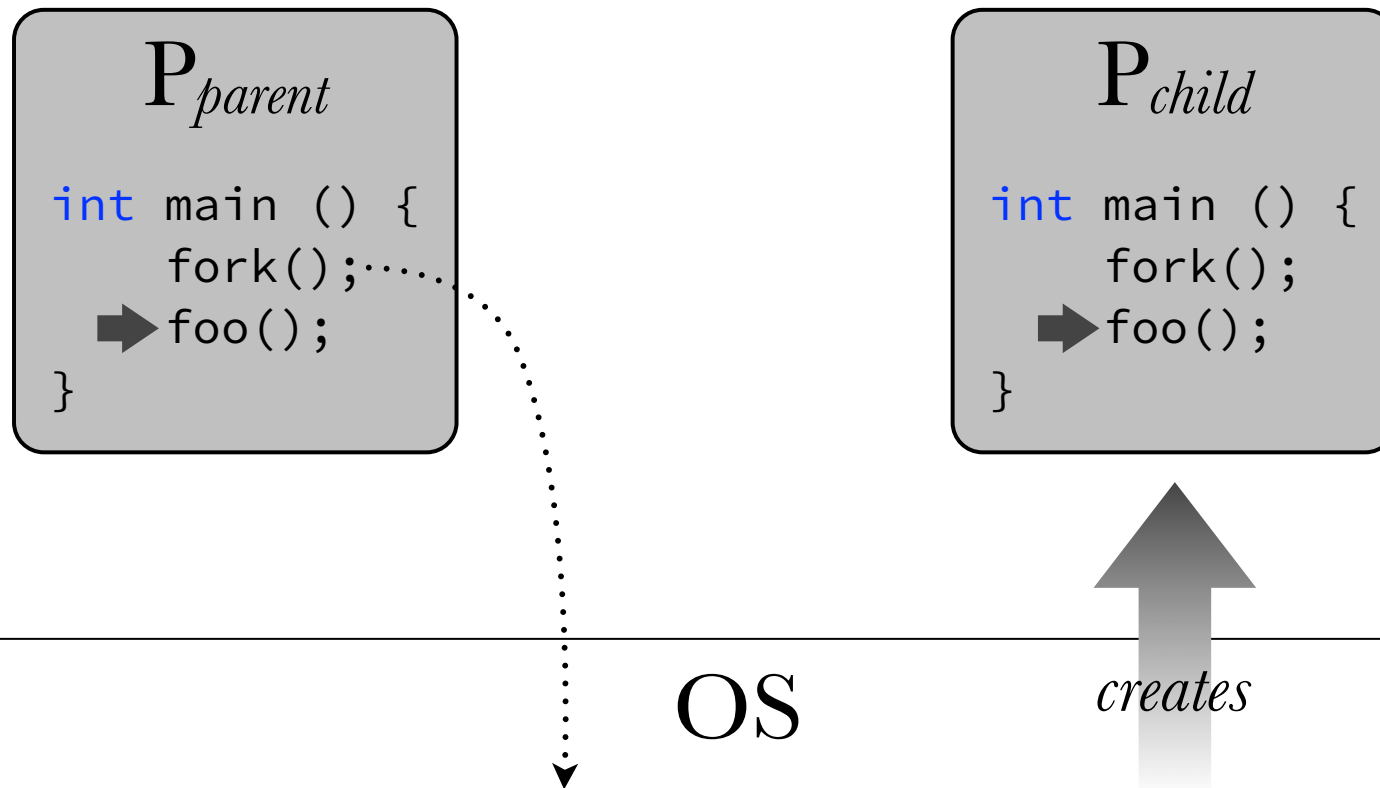 Pparent
int main () {
fork();
foo();
}
Pchild
int main () {
fork();
foo();
}
OS
creates